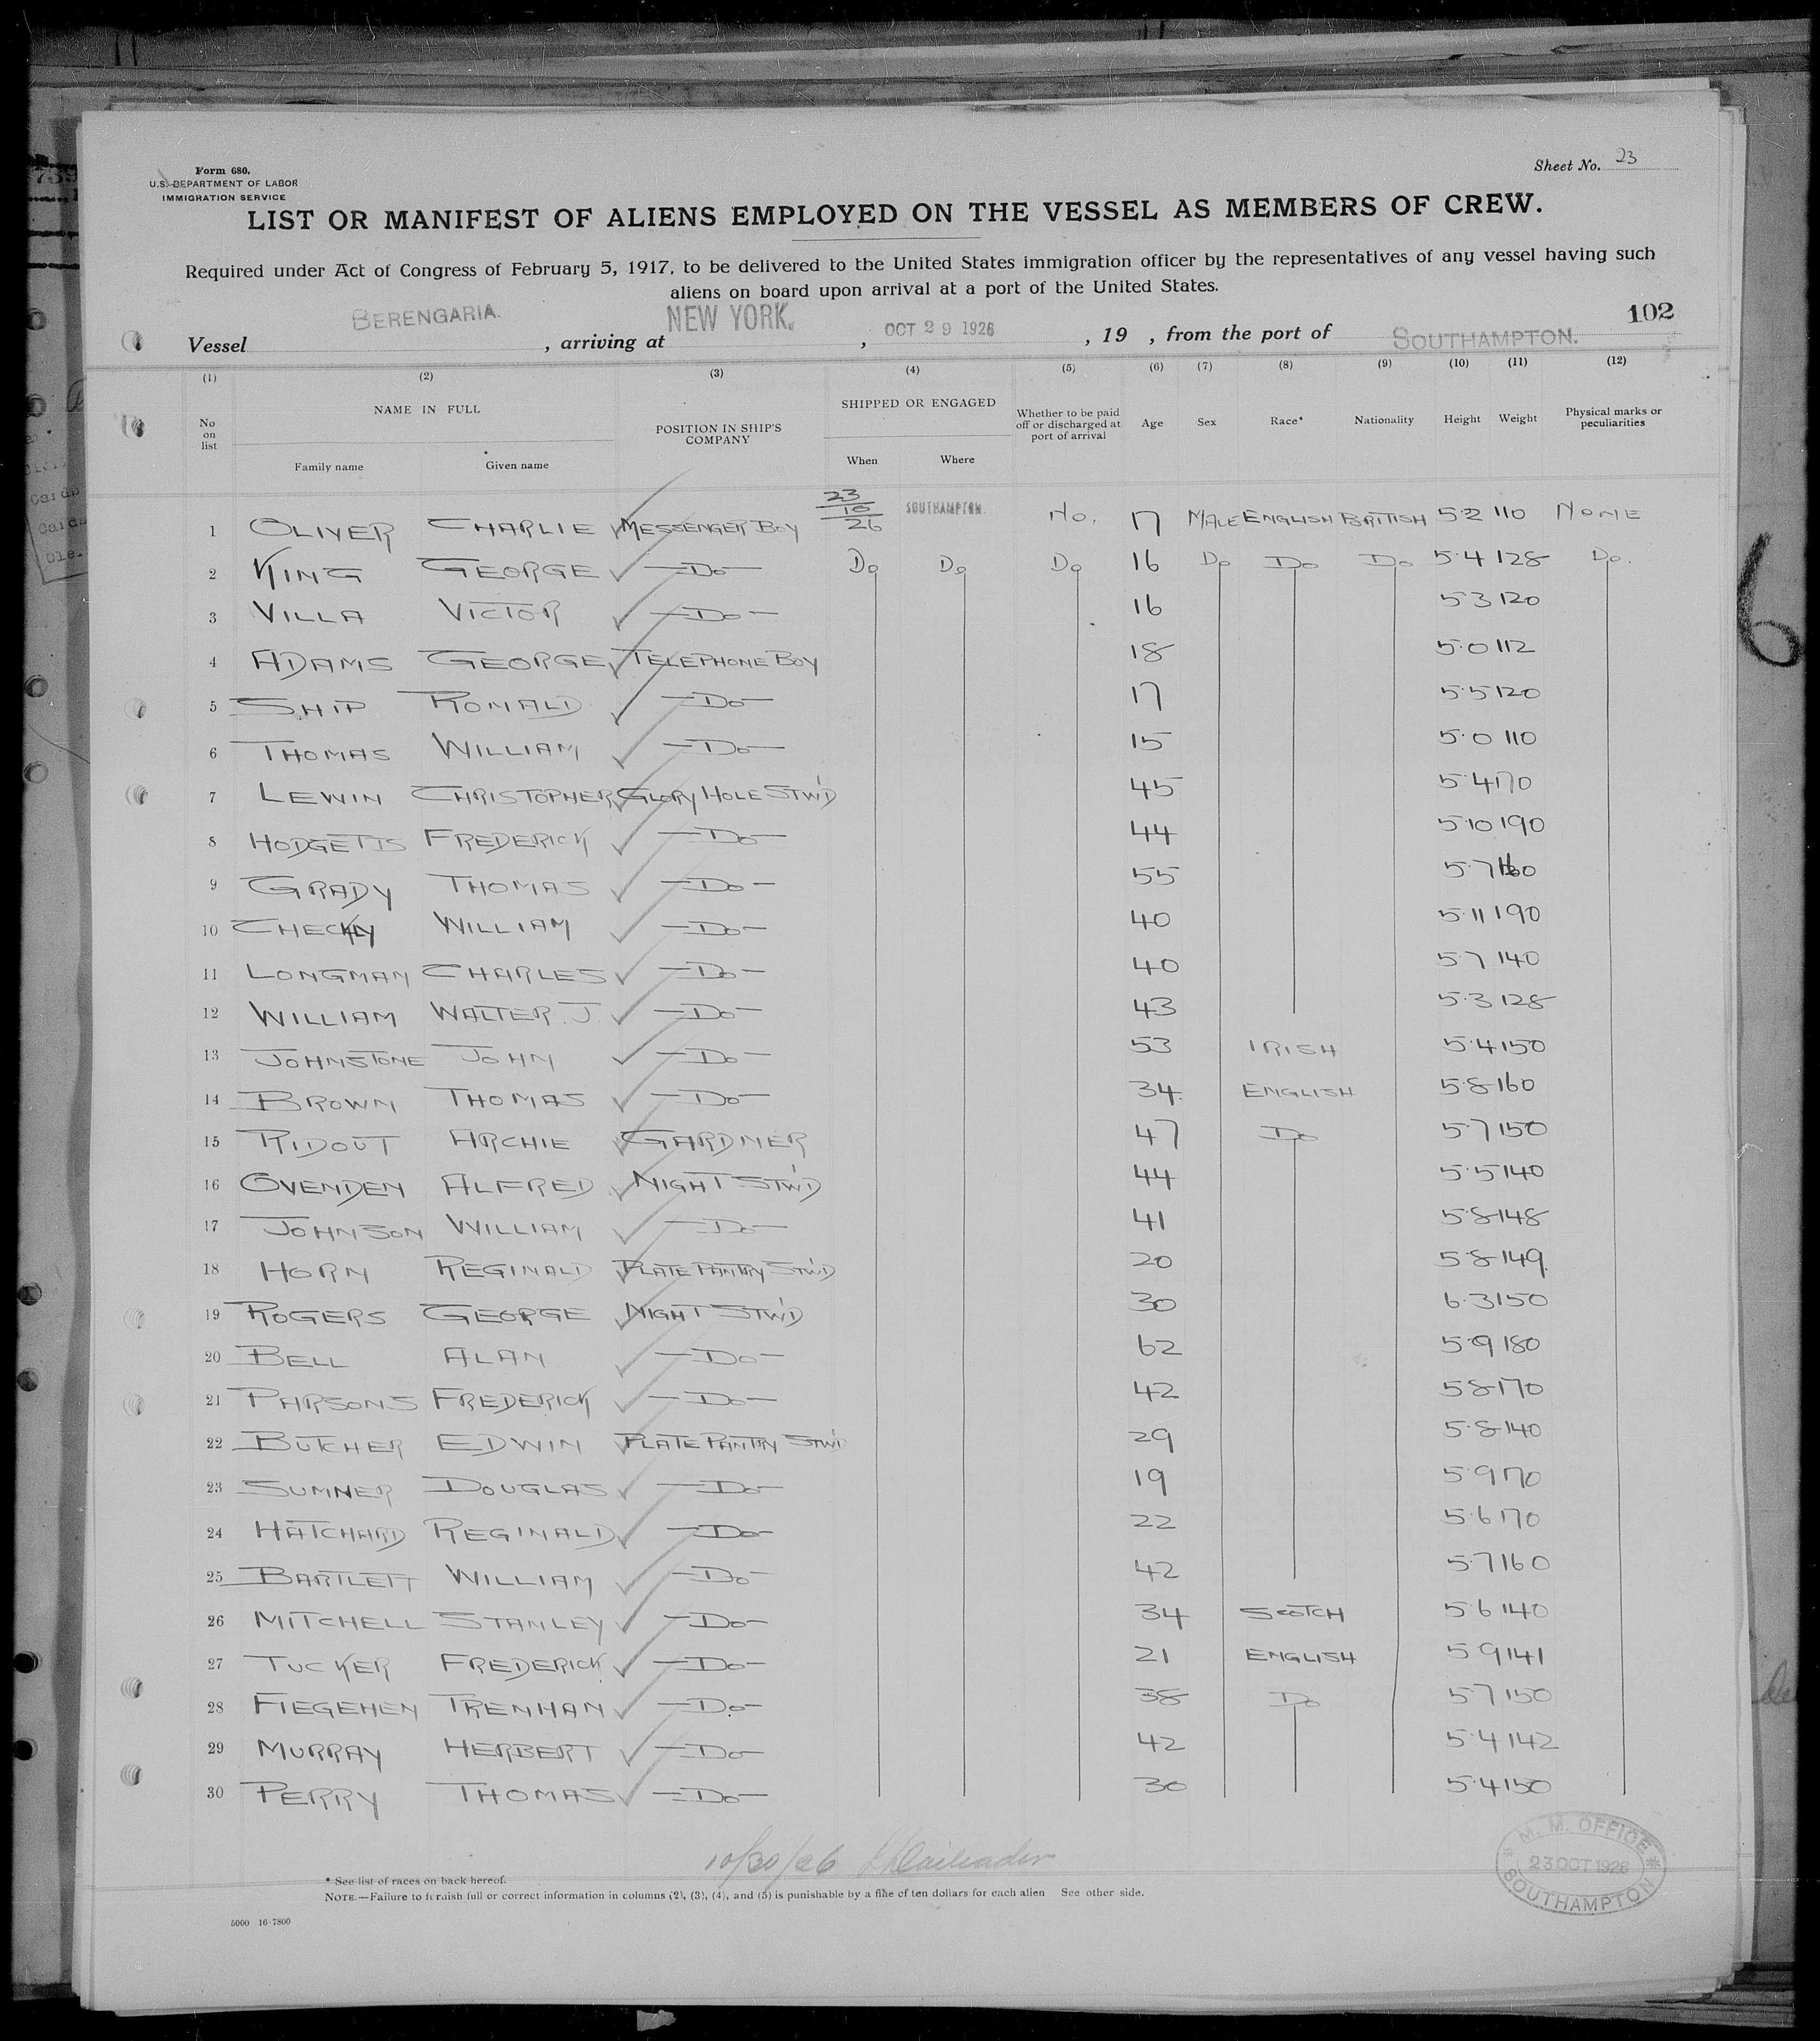 Form 680.
U.S. DEPARTMENT OF LABOR
IMMIGRATION SERVICE
Sheet No. 23
LIST OR MANIFEST OF ALIENS EMPLOYED ON THE VESSEL AS MEMBERS OF CREW.
Required under Act of Congress of February 5, 1917, to be delivered to the United States immigration officer by the representatives of any vessel having such
aliens on board upon arrival at a port of the United States.
102
Vessel BERENGARIA. , arriving at NEW YORK. , OCT 29 1926 , 19 , from the port of SOUTHAMPTON.
(1) (2) (3) (4) (5) (6) (7) (8) (9) (10) (11) (12)
No on list NAME IN FULL Family name Given name POSITION IN SHIP'S COMPANY SHIPPED OR ENGAGED When Where Whether to be paid off or discharged at port of arrival Age Sex Race* Nationality Height Weight Physical marks or peculiarities
1 OLIVER CHARLIE MESSENGER BOY 23/10/26 SOUTHAMPTON. No. 17 MALE ENGLISH BRITISH 5·2 110 NONE
2 KING GEORGE Do Do Do Do 16 Do Do Do 5·4 128 Do.
3 VILLA VICTOR Do 16 5·3 120
4 ADAMS GEORGE TELEPHONE BOY 18 5·0 112
5 SHIP RONALD Do 17 5·5 120
6 THOMAS WILLIAM Do 15 5·0 110
7 LEWIN CHRISTOPHER GLORY HOLE STW'D 45 5·4 170
8 HODGETTS FREDERICK Do 44 5·10 190
9 GRADY THOMAS Do 55 5·7
10 WILLIAM Do 40 5·11 190
11 LONGMAN CHARLES Do 40 5·7 140
12 WILLIAM WALTER. J. Do 43 5·3 128
13 JOHNSTONE JOHN Do 53 IRISH 5·4 150
14 BROWN THOMAS Do 34. ENGLISH 5·8 160
15 RIDOUT ARCHIE GARDNER 47 Do 5·7 150
16 OVENDEN ALFRED NIGHT STW'D 44 5·5 140
17 JOHNSON WILLIAM Do 41 5·8 148
18 HORN REGINALD PLATE PANTRY STW'D 20 5·8 149.
19 ROGERS GEORGE NIGHT STW'D 30 6·3 150
20 BELL ALAN Do 62 5·9 180
21 PARSONS FREDERICK Do 42 5·8 170
22 BUTCHER EDWIN PLATE PANTRY STW'D 29 5·8 140
23 SUMNER DOUGLAS Do 19 5·9 170
24 HATCHARD REGINALD Do 22 5·6 170
25 BARTLETT WILLIAM Do 42 5·7 160
26 MITCHELL STANLEY Do 34 SCOTCH 5·6 140
27 TUCKER FREDERICK Do 21 ENGLISH 5·9 141
28 FIEGEHEN TRENHAN Do 38 Do 5·7 150
29 MURRAY HERBERT Do 42 5·4 142
30 PERRY THOMAS Do 30 5·4 150
10/30/26
M. M. OFFICE
23 OCT 1926
SOUTHAMPTON
* See list of races on back hereof.
NOTE.—Failure to furnish full or correct information in columns (2), (3), (4), and (5) is punishable by a fine of ten dollars for each alien See other side.
5000 16-7800
6